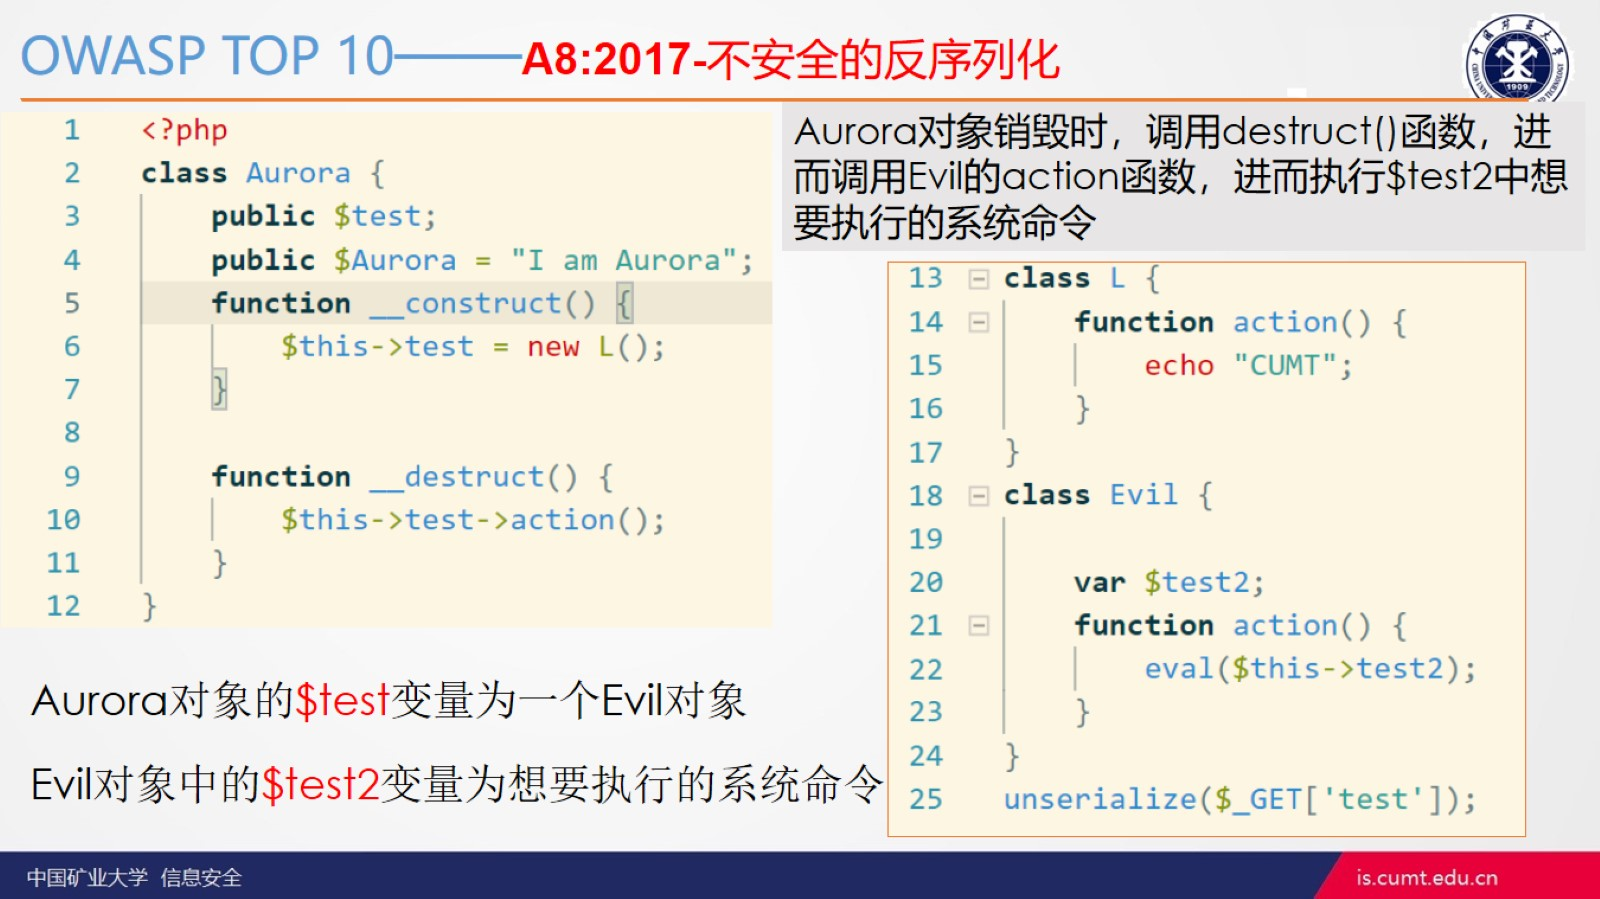 OWASP TOP 10——A8:2017-不安全的反序列化
1 <?php
2 class Aurora {
3 public $test;
4 public $Aurora = "I am Aurora";
5 function __construct() {
6 $this->test = new L();
7 }
8
9 function __destruct() {
10 $this->test->action();
11 }
12 }
Aurora对象销毁时，调用destruct()函数，进
而调用Evil的action函数，进而执行$test2中想
要执行的系统命令
13 class L {
14 function action() {
15 echo "CUMT";
16 }
17 }
18 class Evil {
19
20 var $test2;
21 function action() {
22 eval($this->test2);
23 }
24 }
25 unserialize($_GET['test']);
Aurora对象的$test变量为一个Evil对象
Evil对象中的$test2变量为想要执行的系统命令
中国矿业大学 信息安全
is.cumt.edu.cn
1909